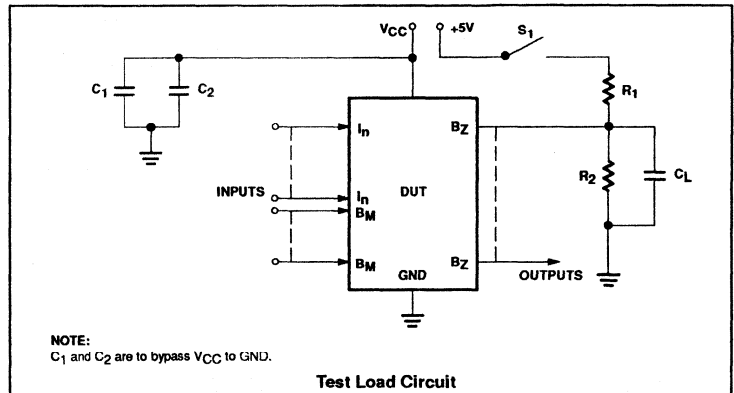 VCC +5V S1
C1 C2 R1
In BZ
R2 CL
INPUTS In DUT
BM
BM BZ
GND OUTPUTS
NOTE:
C1 and C2 are to bypass VCC to GND.
Test Load Circuit